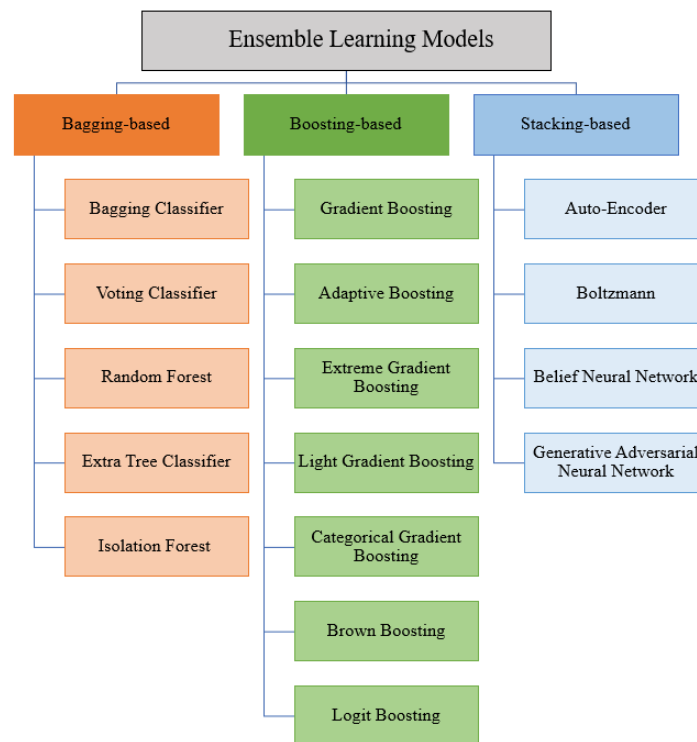 Ensemble Learning Models
Bagging-based
Boosting-based
Stacking-based
Bagging Classifier
Gradient Boosting
Auto-Encoder
Voting Classifier
Adaptive Boosting
Boltzmann
Random Forest
Extreme Gradient
Boosting
Belief Neural Network
Extra Tree Classifier
Light Gradient Boosting
Generative Adversarial
Neural Network
Isolation Forest
Categorical Gradient
Boosting
Brown Boosting
Logit Boosting